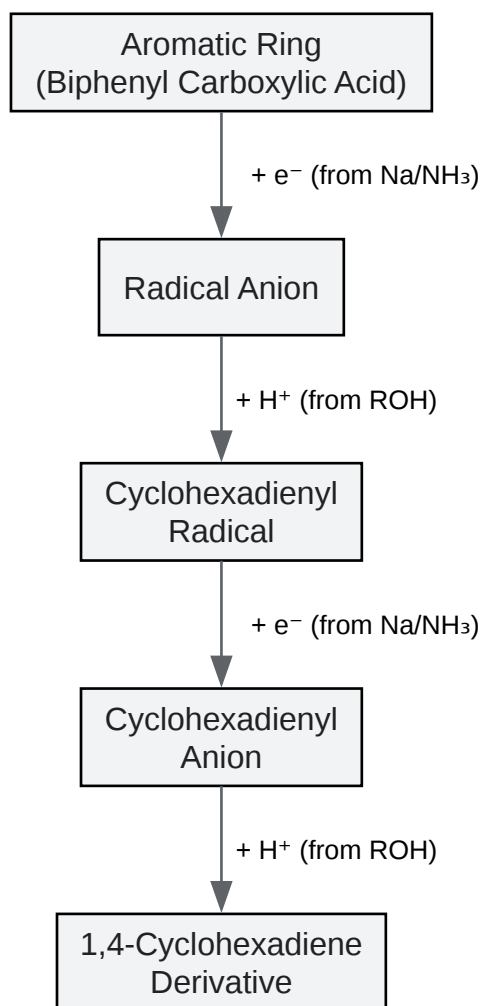 Aromatic Ring
(Biphenyl Carboxylic Acid)
+ e⁻ (from Na/NH₃)
Radical Anion
+ H⁺ (from ROH)
Cyclohexadienyl
Radical
+ e⁻ (from Na/NH₃)
Cyclohexadienyl
Anion
+ H⁺ (from ROH)
1,4-Cyclohexadiene
Derivative